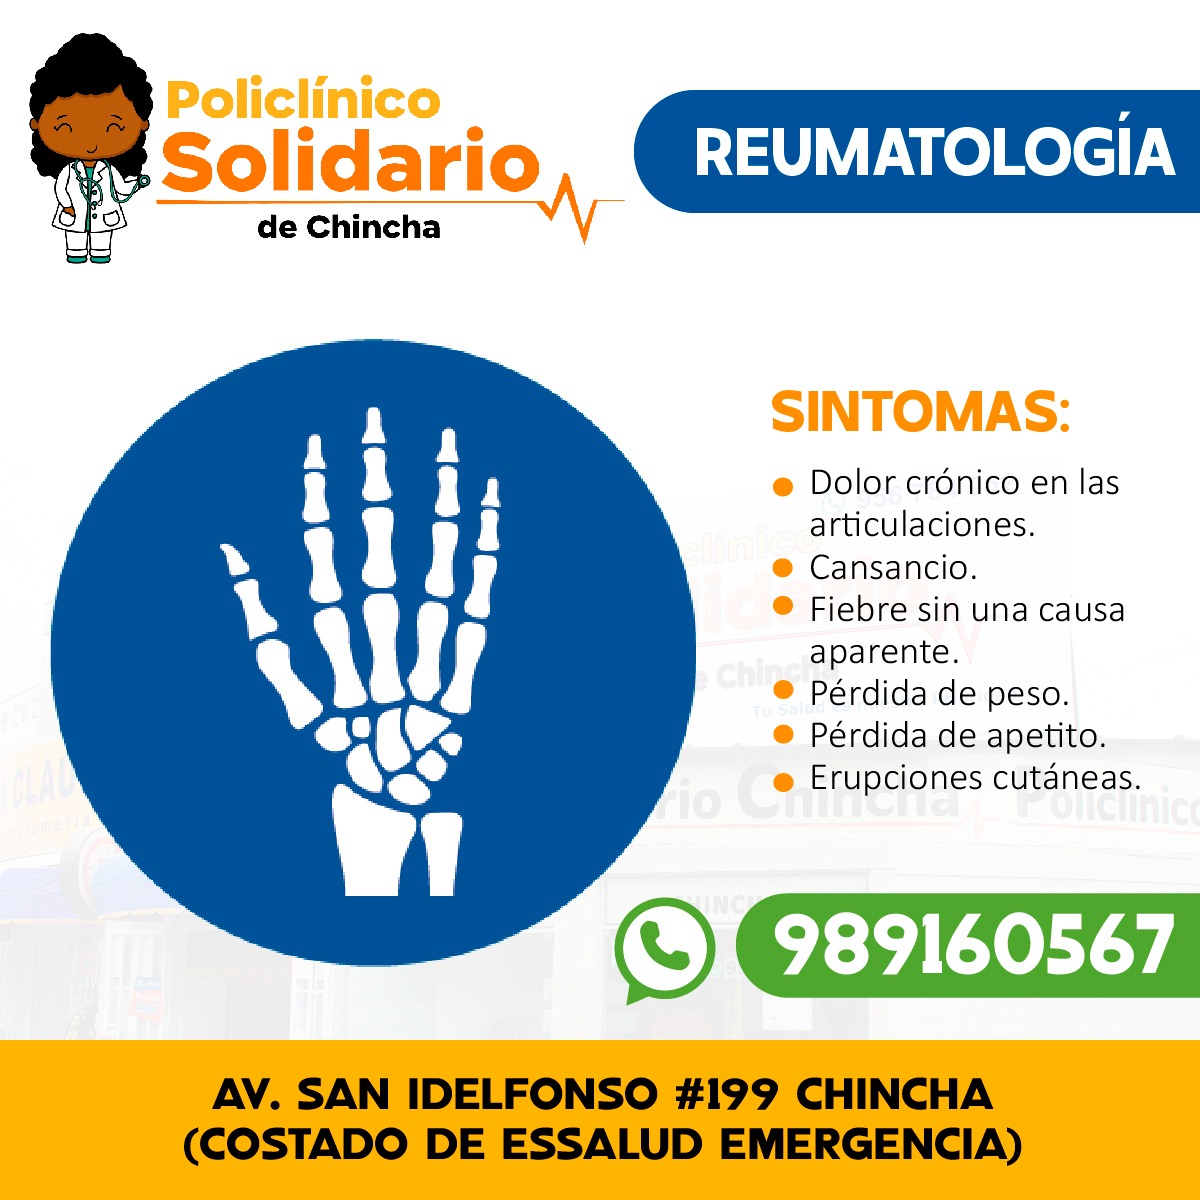 Policlínico
Solidario
de Chincha
REUMATOLOGÍA
SINTOMAS:
Dolor crónico en las
articulaciones.
Cansancio.
Fiebre sin una causa
aparente.
Pérdida de peso.
Pérdida de apetito.
Erupciones cutáneas.
989160567
AV. SAN IDELFONSO #199 CHINCHA
(COSTADO DE ESSALUD EMERGENCIA)